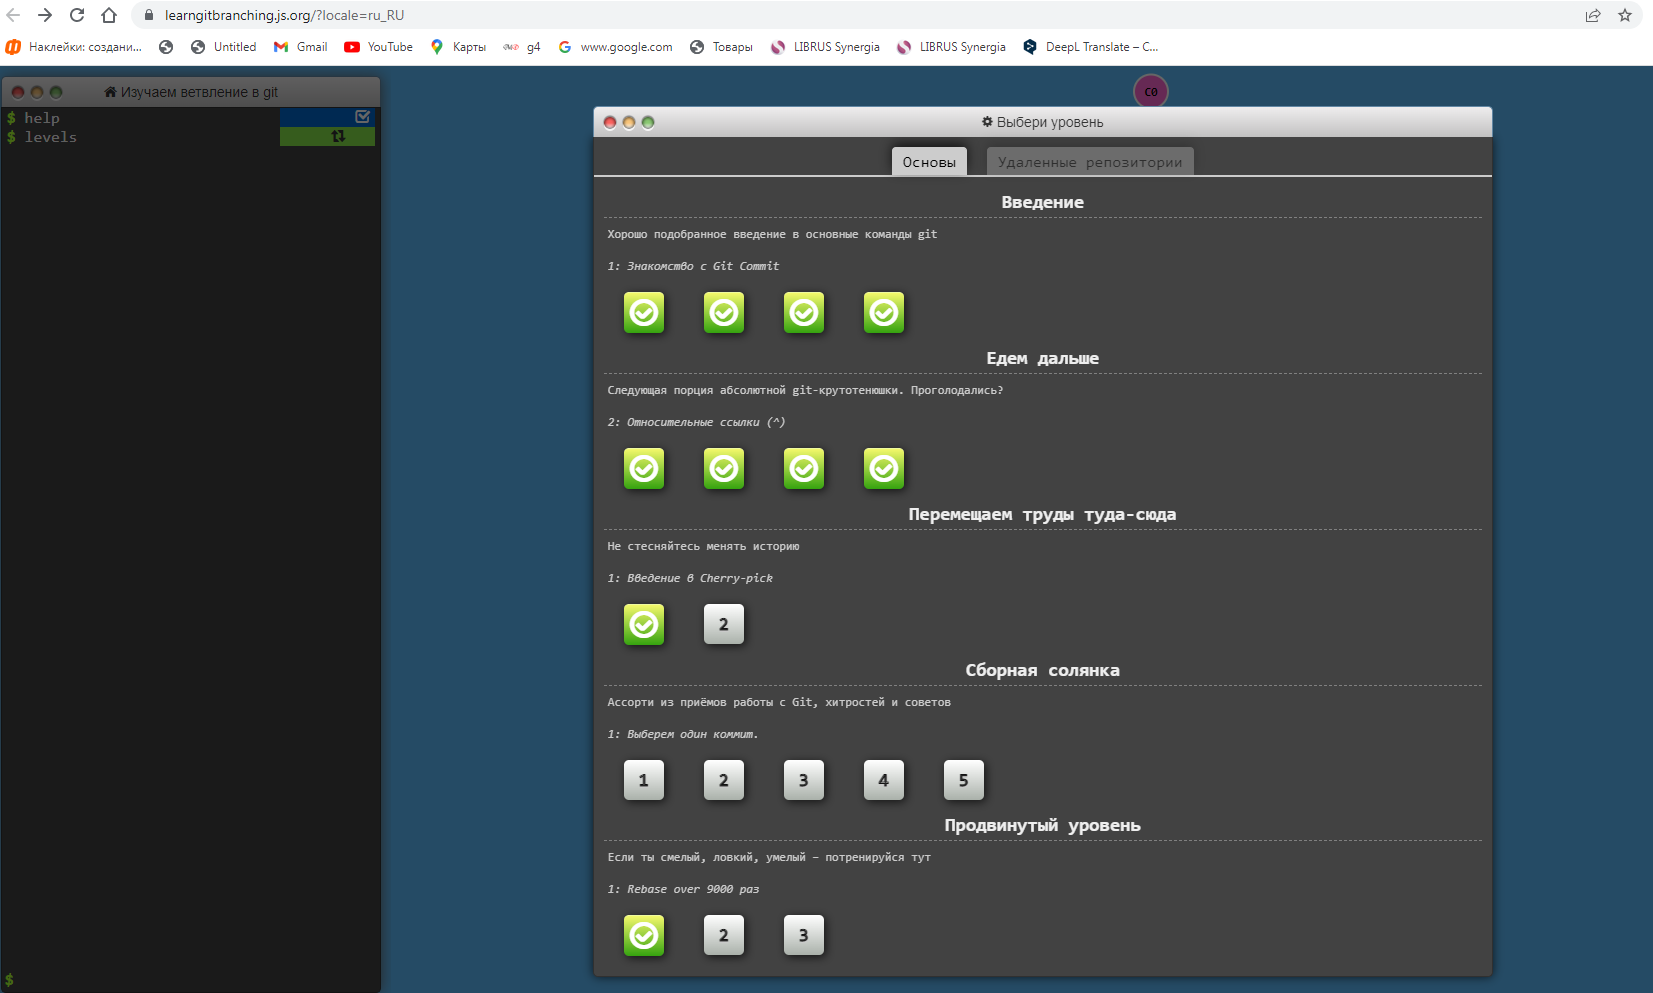 learngitbranching.js.org/?locale=ru_RU
Наклейки: создани... Untitled Gmail YouTube Карты g4 www.google.com Товары LIBRUS Synergia LIBRUS Synergia DeepL Translate – C...
Изучаем ветвление в git
$ help
$ levels
$
C0
Выбери уровень
Основы Удаленные репозитории
Введение
Хорошо подобранное введение в основные команды git
1: Знакомство с Git Commit
Едем дальше
Следующая порция абсолютной git-крутотенюшки. Проголодались?
2: Относительные ссылки (^)
Перемещаем труды туда-сюда
Не стесняйтесь менять историю
1: Введение в Cherry-pick
2
Сборная солянка
Ассорти из приёмов работы с Git, хитростей и советов
1: Выберем один коммит.
1 2 3 4 5
Продвинутый уровень
Если ты смелый, ловкий, умелый – потренируйся тут
1: Rebase over 9000 раз
2 3